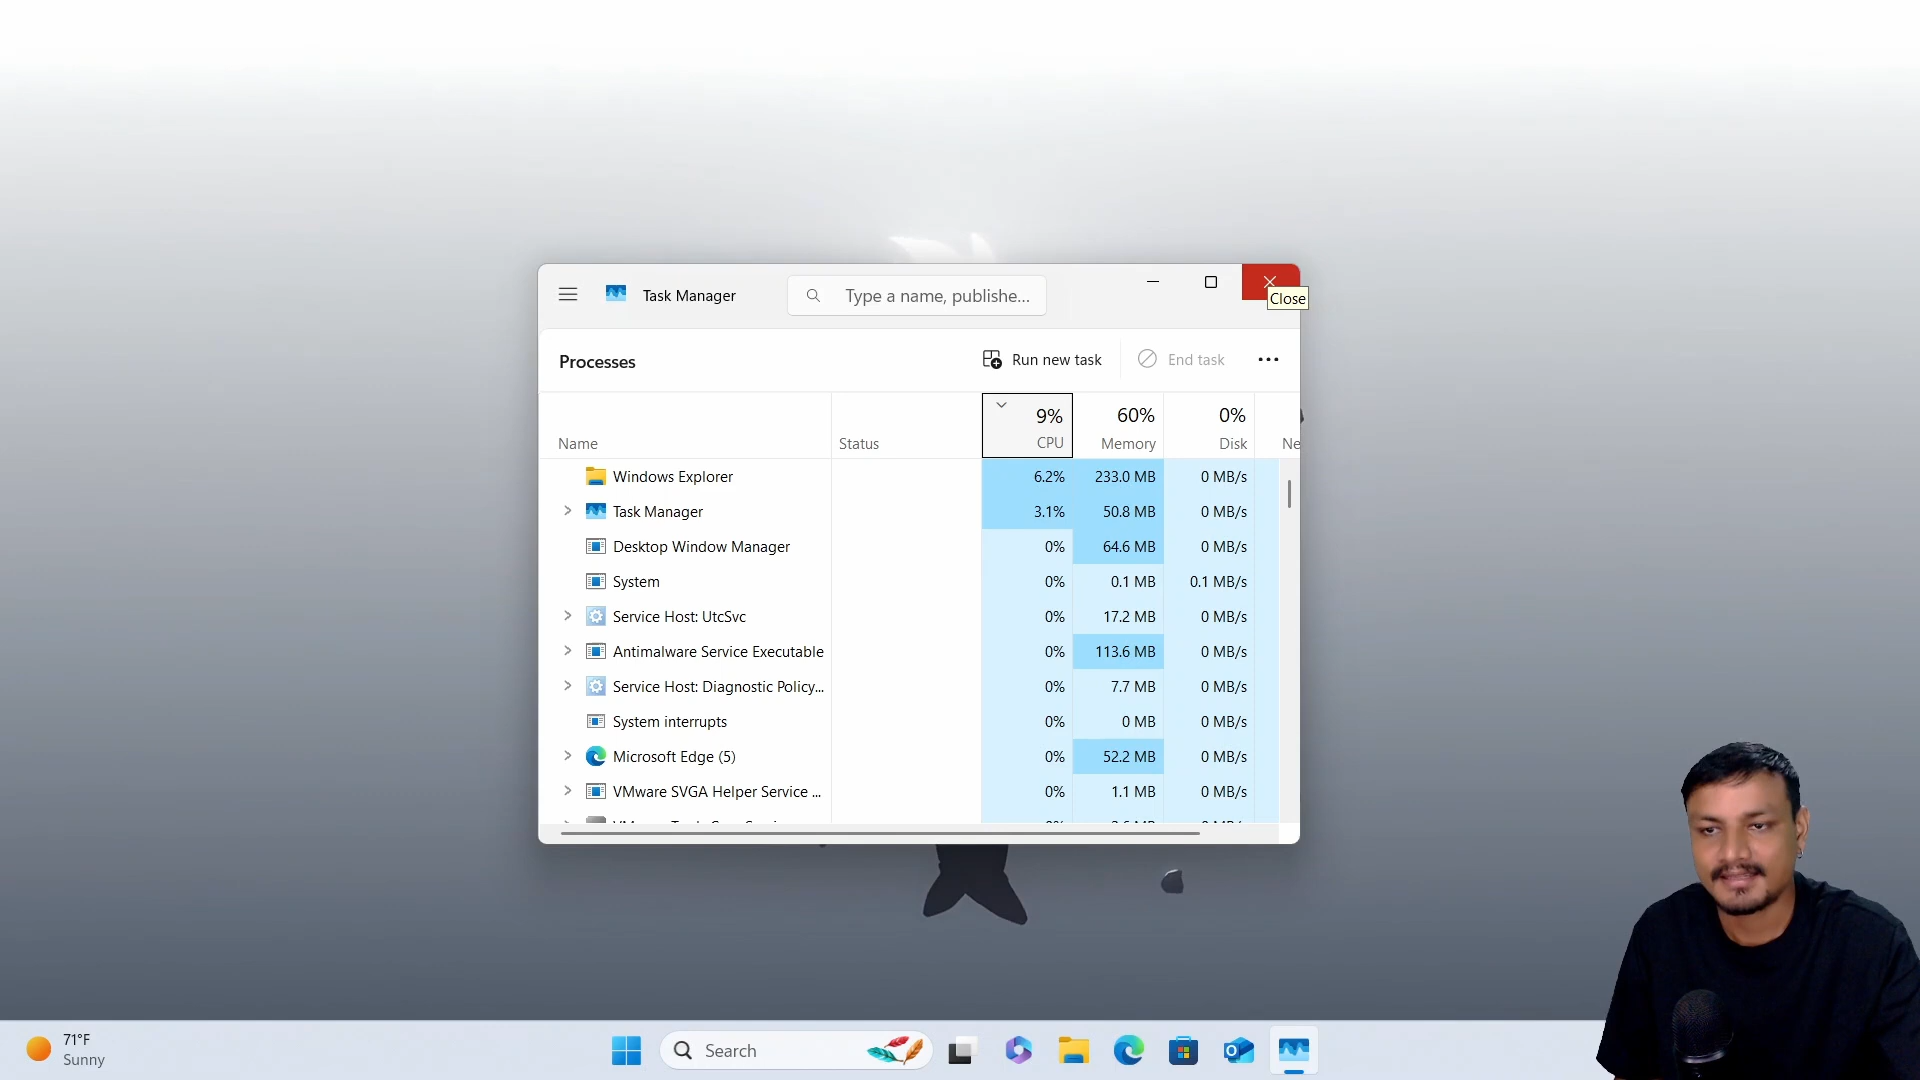 Task Manager
Type a name, publishe...
Close
Processes
Run new task
End task
9% 60% 0%
Name Status CPU Memory Disk Ne
Windows Explorer 6.2% 233.0 MB 0 MB/s
Task Manager 3.1% 50.8 MB 0 MB/s
Desktop Window Manager 0% 64.6 MB 0 MB/s
System 0% 0.1 MB 0.1 MB/s
Service Host: UtcSvc 0% 17.2 MB 0 MB/s
Antimalware Service Executable 0% 113.6 MB 0 MB/s
Service Host: Diagnostic Policy... 0% 7.7 MB 0 MB/s
System interrupts 0% 0 MB 0 MB/s
Microsoft Edge (5) 0% 52.2 MB 0 MB/s
VMware SVGA Helper Service ... 0% 1.1 MB 0 MB/s
71°F
Sunny
Search